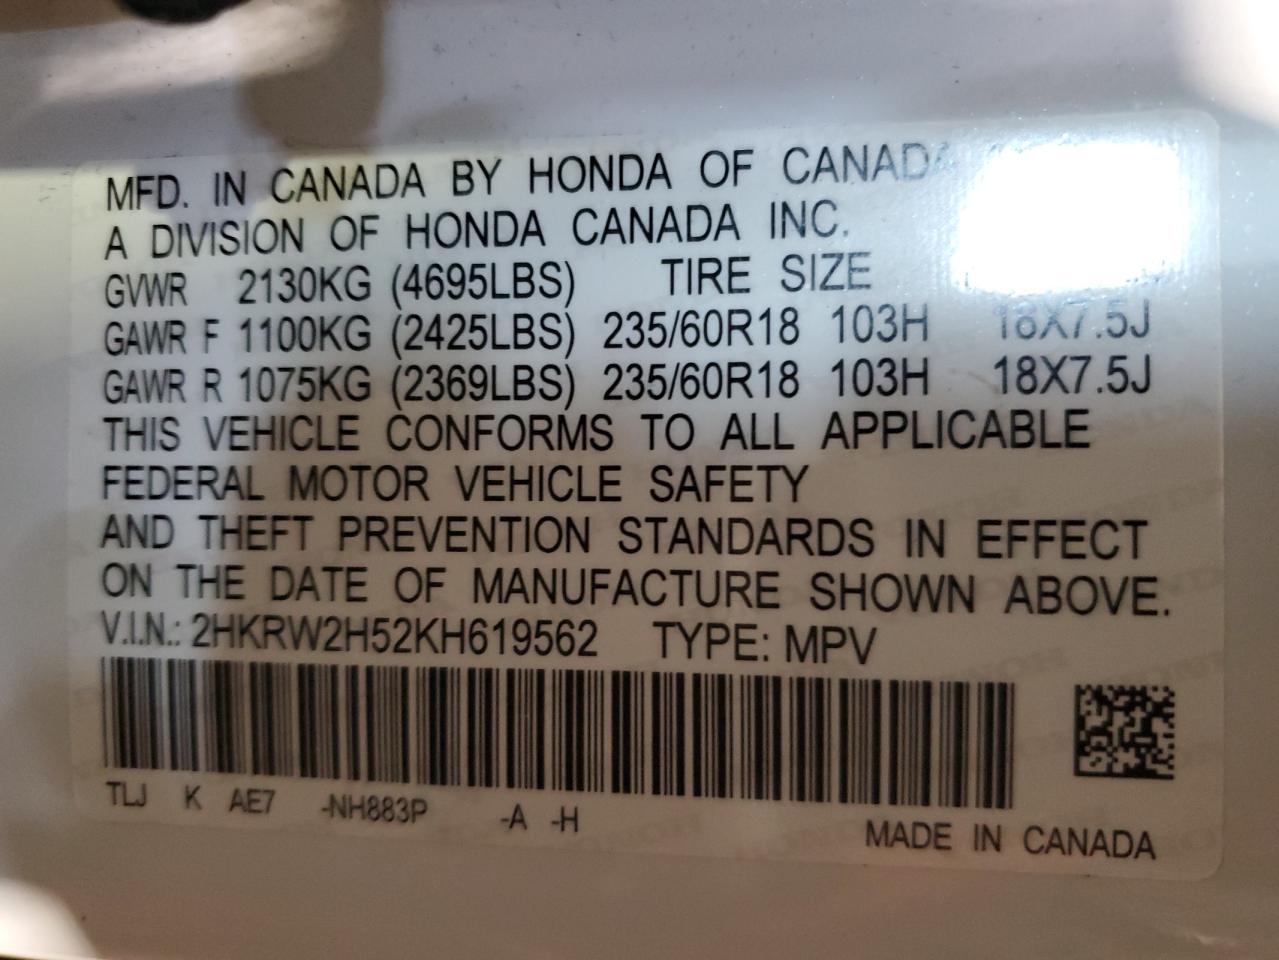 MFD. IN CANADA BY HONDA OF CANADA
A DIVISION OF HONDA CANADA INC.
GVWR 2130KG (4695LBS) TIRE SIZE
GAWR F 1100KG (2425LBS) 235/60R18 103H 18X7.5J
GAWR R 1075KG (2369LBS) 235/60R18 103H 18X7.5J
THIS VEHICLE CONFORMS TO ALL APPLICABLE
FEDERAL MOTOR VEHICLE SAFETY
AND THEFT PREVENTION STANDARDS IN EFFECT
ON THE DATE OF MANUFACTURE SHOWN ABOVE.
V.I.N.: 2HKRW2H52KH619562 TYPE: MPV
TLJ K AE7 -NH883P -A -H
MADE IN CANADA